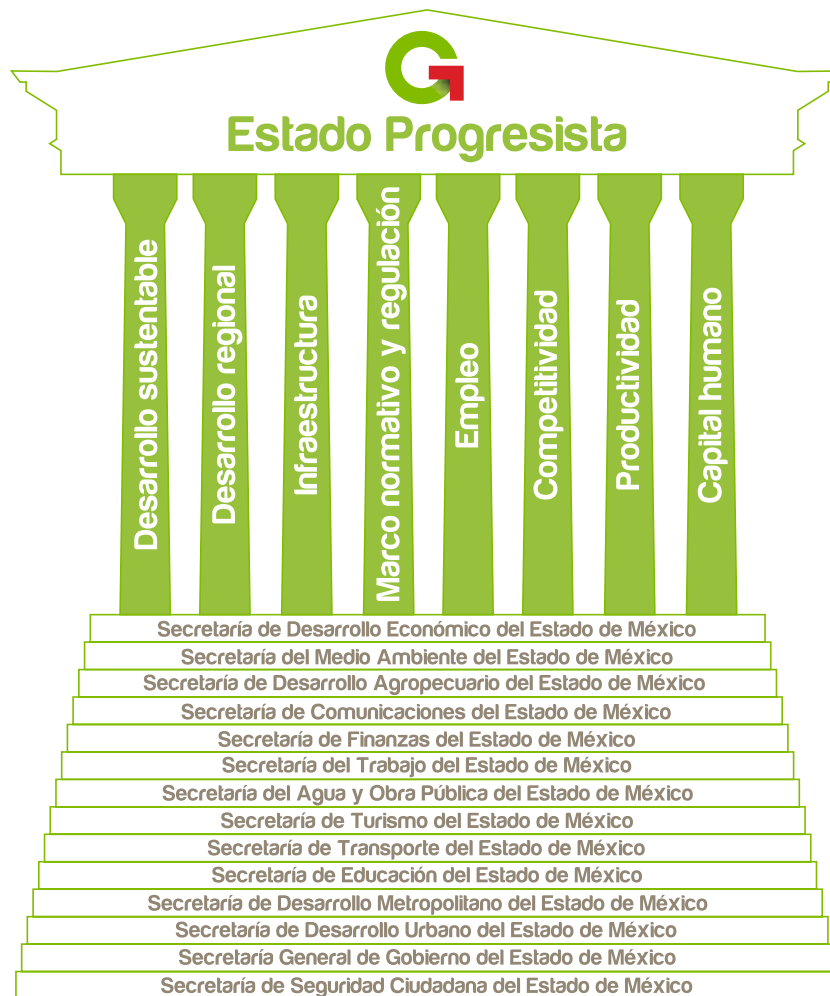 G
Estado Progresista
Desarrollo sustentable
Desarrollo regional
Infraestructura
Marco normativo y regulación
Empleo
Competitividad
Productividad
Capital humano
Secretaría de Desarrollo Económico del Estado de México
Secretaría del Medio Ambiente del Estado de México
Secretaría de Desarrollo Agropecuario del Estado de México
Secretaría de Comunicaciones del Estado de México
Secretaría de Finanzas del Estado de México
Secretaría del Trabajo del Estado de México
Secretaría del Agua y Obra Pública del Estado de México
Secretaría de Turismo del Estado de México
Secretaría de Transporte del Estado de México
Secretaría de Educación del Estado de México
Secretaría de Desarrollo Metropolitano del Estado de México
Secretaría de Desarrollo Urbano del Estado de México
Secretaría General de Gobierno del Estado de México
Secretaría de Seguridad Ciudadana del Estado de México